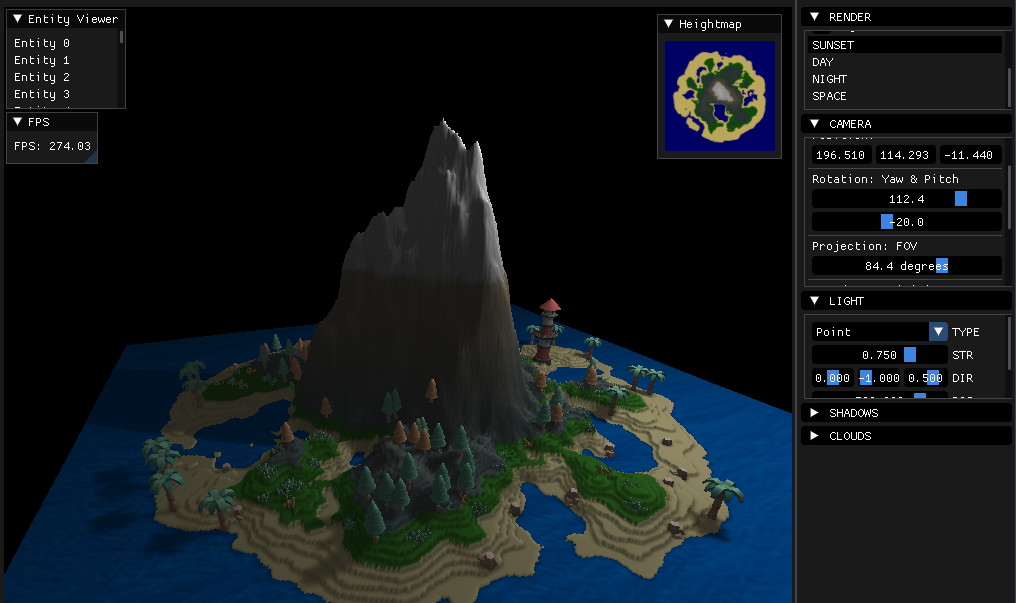 Entity Viewer
Entity 0
Entity 1
Entity 2
Entity 3
FPS
FPS: 274.03
Heightmap
RENDER
SUNSET
DAY
NIGHT
SPACE
CAMERA
196.510 114.293 -11.440
Rotation: Yaw & Pitch
112.4
-20.0
Projection: FOV
84.4 degrees
LIGHT
Point TYPE
0.750 STR
0.000 -1.000 0.500 DIR
SHADOWS
CLOUDS